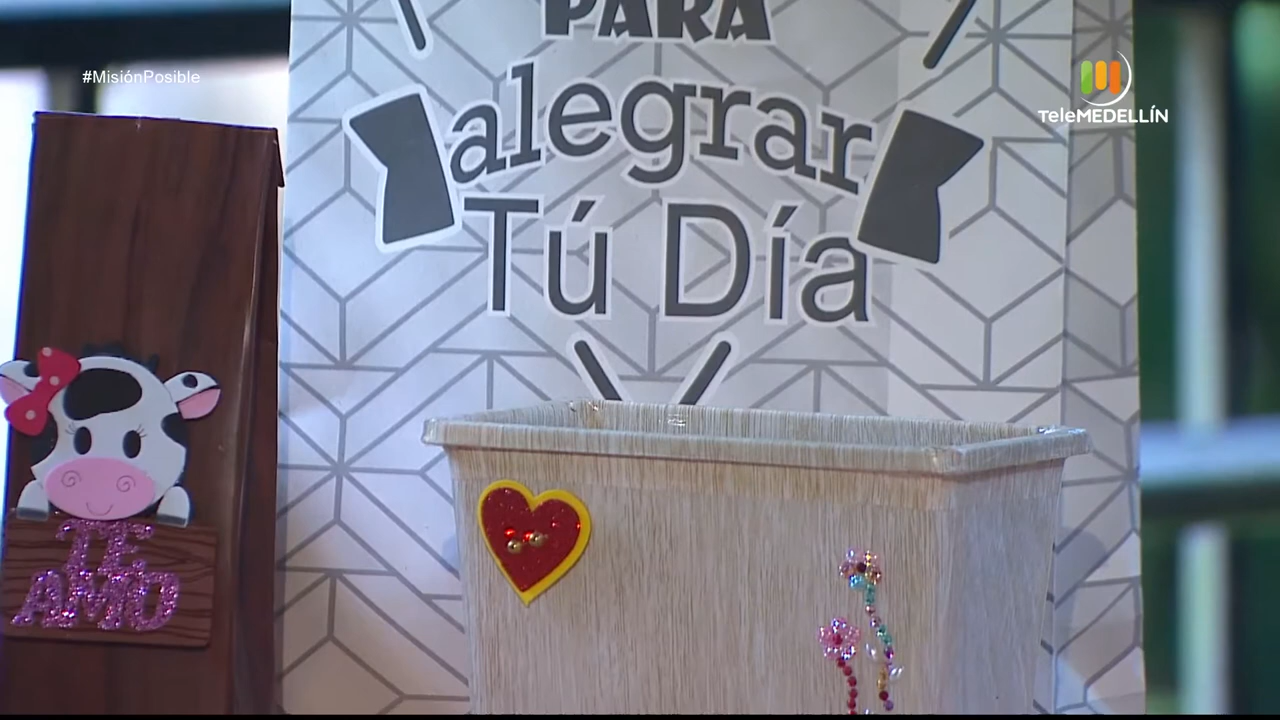 #MisiónPosible
TeleMEDELLÍN
PARA
alegrar
Tú Día
TE
AMO